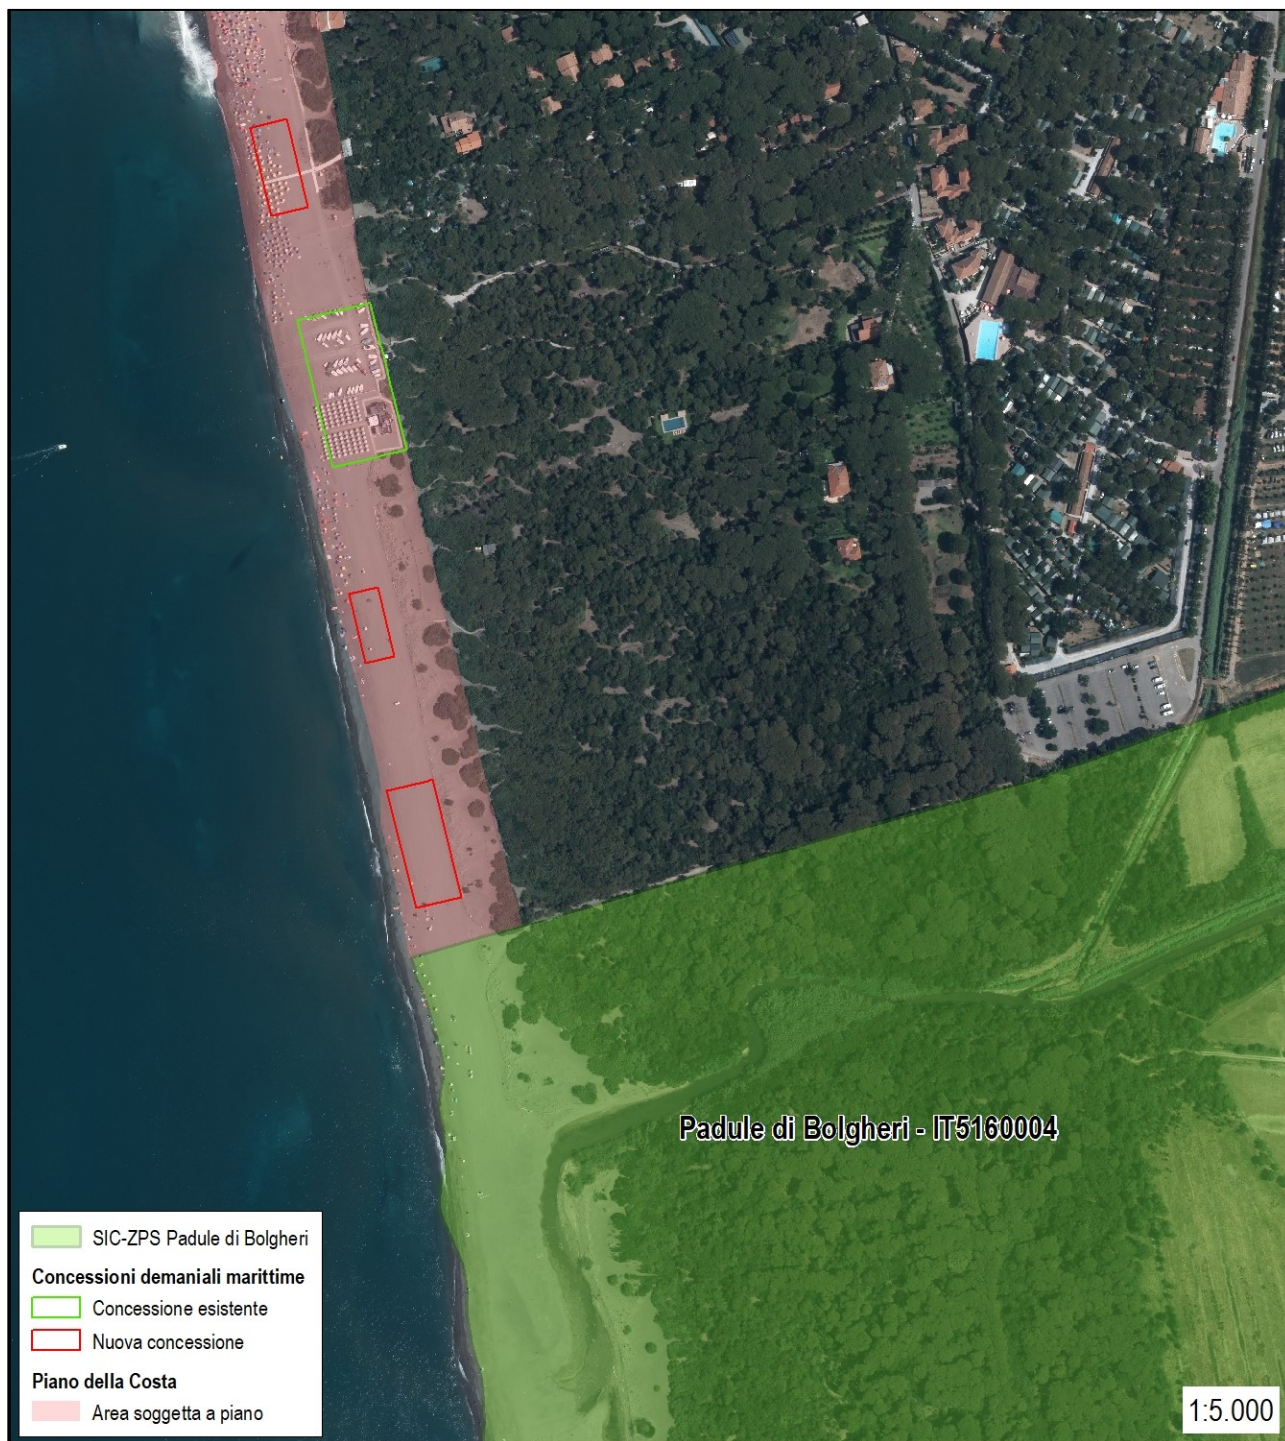 Padule di Bolgheri - IT5160004
SIC-ZPS Padule di Bolgheri
Concessioni demaniali marittime
Concessione esistente
Nuova concessione
Piano della Costa
Area soggetta a piano
1:5.000